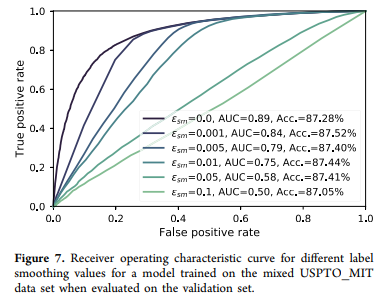 1.0
0.8
0.6
0.4
0.2
0.0
True positive rate
εsm=0.0, AUC=0.89, Acc.=87.28%
εsm=0.001, AUC=0.84, Acc.=87.52%
εsm=0.005, AUC=0.79, Acc.=87.40%
εsm=0.01, AUC=0.75, Acc.=87.44%
εsm=0.05, AUC=0.58, Acc.=87.41%
εsm=0.1, AUC=0.50, Acc.=87.05%
0.0 0.2 0.4 0.6 0.8 1.0
False positive rate
Figure 7. Receiver operating characteristic curve for different label
smoothing values for a model trained on the mixed USPTO_MIT
data set when evaluated on the validation set.